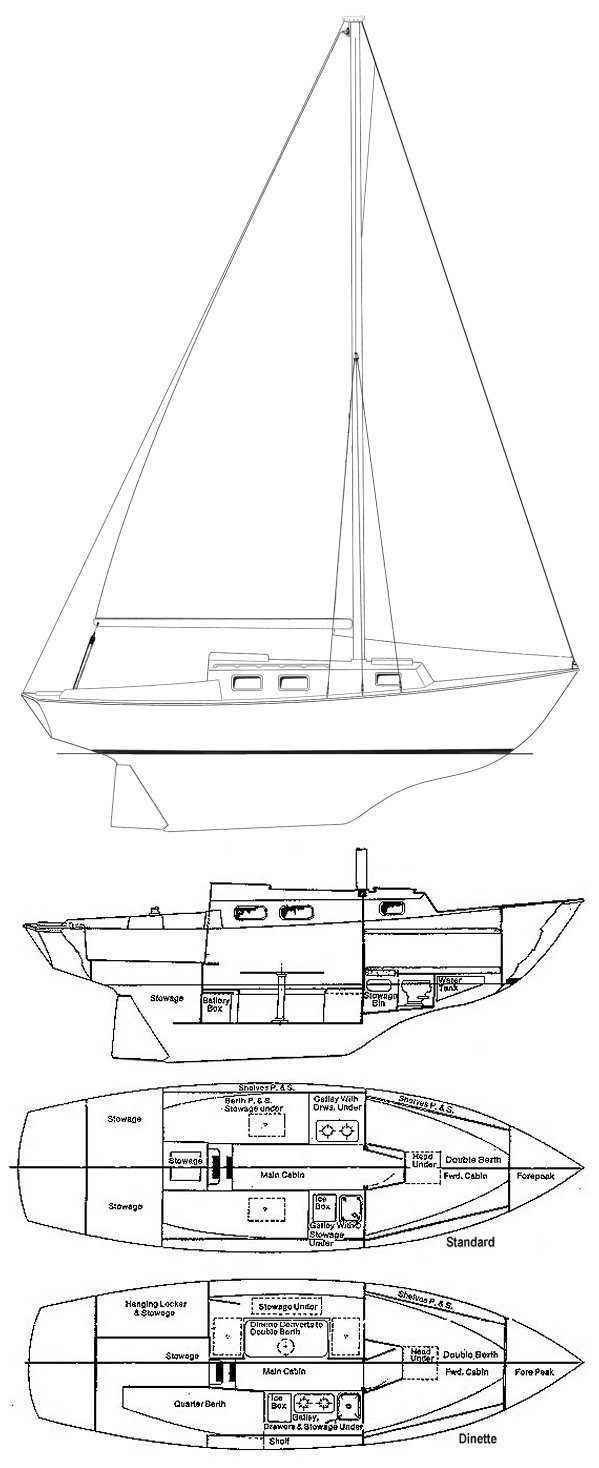 Stowage
Battery
Box
Stowage
Bin
Water
Tank
Shelves P. & S.
Stowage
Berth P. & S.
Stowage under
Galley With
Drws. Under
Shelves P. & S.
Stowage
Main Cabin
Head
Under
Double Berth
Fwd. Cabin
Forepeak
Stowage
Ice
Box
Galley With
Stowage
Under
Standard
Hanging Locker
& Stowage
Stowage Under
Dinette Converts to
Double Berth
Shelves P. & S.
Stowage
Main Cabin
Head
Under
Double Berth
Fwd. Cabin
Fore Peak
Quarter Berth
Ice
Box
Galley,
Drawers & Stowage Under
Shelf
Dinette